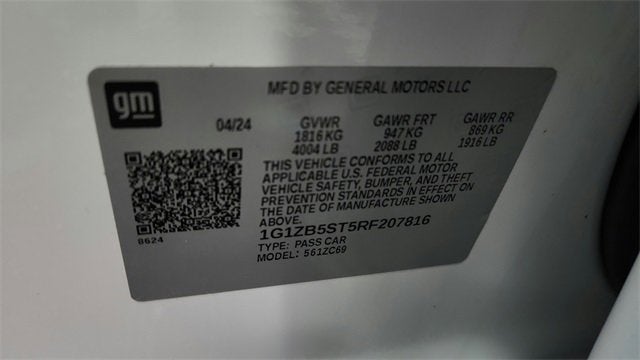 gm
MFD BY GENERAL MOTORS LLC
04/24 GVWR GAWR FRT GAWR RR
1816 KG 947 KG 869 KG
4004 LB 2088 LB 1916 LB
THIS VEHICLE CONFORMS TO ALL
APPLICABLE U.S. FEDERAL MOTOR
VEHICLE SAFETY, BUMPER, AND THEFT
PREVENTION STANDARDS IN EFFECT ON
THE DATE OF MANUFACTURE SHOWN
ABOVE.
1G1ZB5ST5RF207816
TYPE: PASS CAR
MODEL: 561ZC69
8624